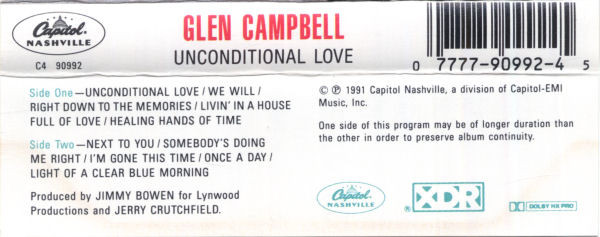 Capitol®
NASHVILLE
C4 90992
GLEN CAMPBELL
UNCONDITIONAL LOVE
0 7777-90992-4 5
Side One—UNCONDITIONAL LOVE / WE WILL /
RIGHT DOWN TO THE MEMORIES / LIVIN' IN A HOUSE
FULL OF LOVE / HEALING HANDS OF TIME
Side Two—NEXT TO YOU / SOMEBODY'S DOING
ME RIGHT / I'M GONE THIS TIME / ONCE A DAY /
LIGHT OF A CLEAR BLUE MORNING
Produced by JIMMY BOWEN for Lynwood
Productions and JERRY CRUTCHFIELD.
© ℗ 1991 Capitol Nashville, a division of Capitol-EMI
Music, Inc.
One side of this program may be of longer duration than
the other in order to preserve album continuity.
Capitol
NASHVILLE
®XDR
DOLBY HX PRO